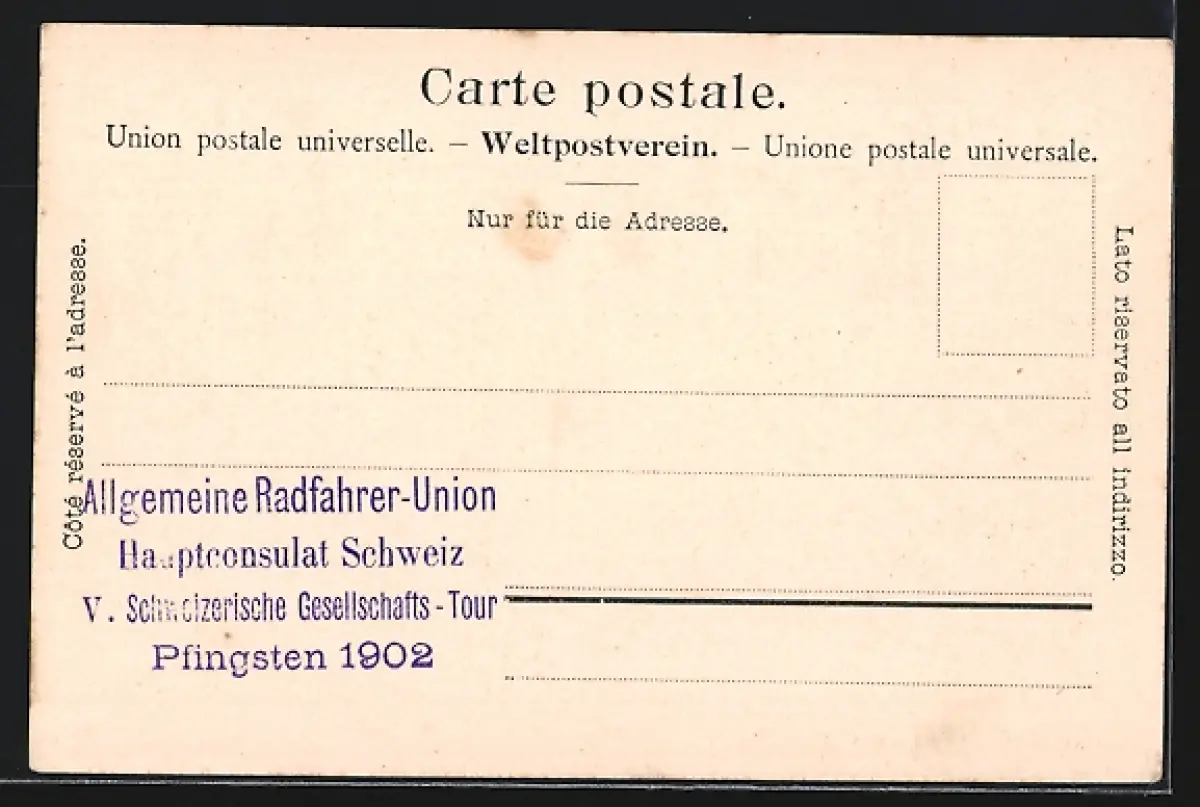 Carte postale.
Union postale universelle. — Weltpostverein. — Unione postale universale.
Nur für die Adresse.
Côté réservé à l'adresse.
Lato riservato all indirizzo.
Allgemeine Radfahrer-Union
Hauptconsulat Schweiz
V. Schweizerische Gesellschafts-Tour
Pfingsten 1902